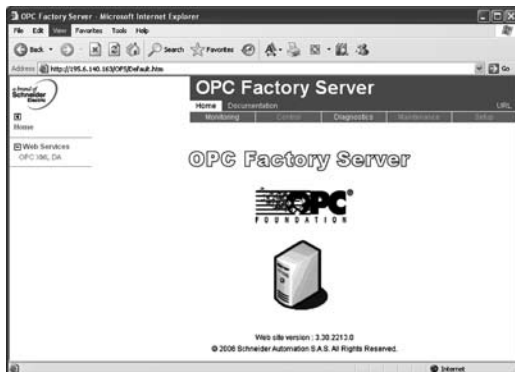 OPC Factory Server - Microsoft Internet Explorer
File Edit View Favorites Tools Help
Back Search Favorites
Address http://195.6.140.163/OFS/Default.htm Go
a brand of
Schneider
Electric
OPC Factory Server
Home Documentation URL
Monitoring Control Diagnostics Maintenance Setup
Home
Web Services
OPC XML DA
OPC Factory Server
OPC
FOUNDATION
Web site version : 3.30.2213.0
© 2006 Schneider Automation S.A.S. All Rights Reserved.
Internet